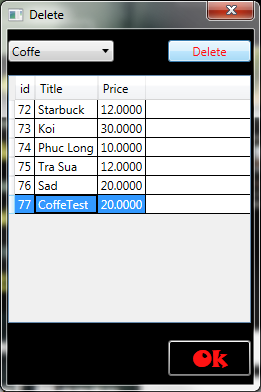 Delete
Coffe Delete
id Title Price
72 Starbuck 12.0000
73 Koi 30.0000
74 Phuc Long 10.0000
75 Tra Sua 12.0000
76 Sad 20.0000
77 CoffeTest 20.0000
Ok